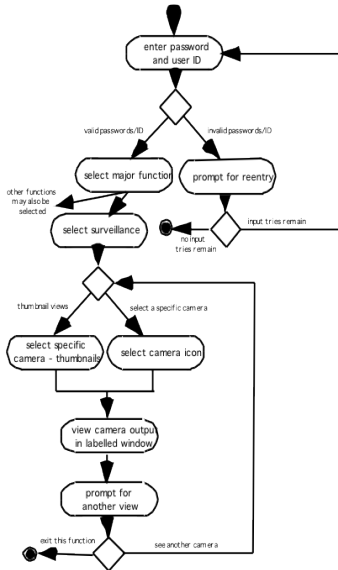 enter password
and user ID
valid passwords/ID
invalid passwords/ID
select major function
prompt for reentry
other functions
may also be
selected
select surveillance
no input
tries remain
input tries remain
thumbnail views
select a specific camera
select specific
camera - thumbnails
select camera icon
view camera output
in labelled window
prompt for
another view
exit this function
see another camera